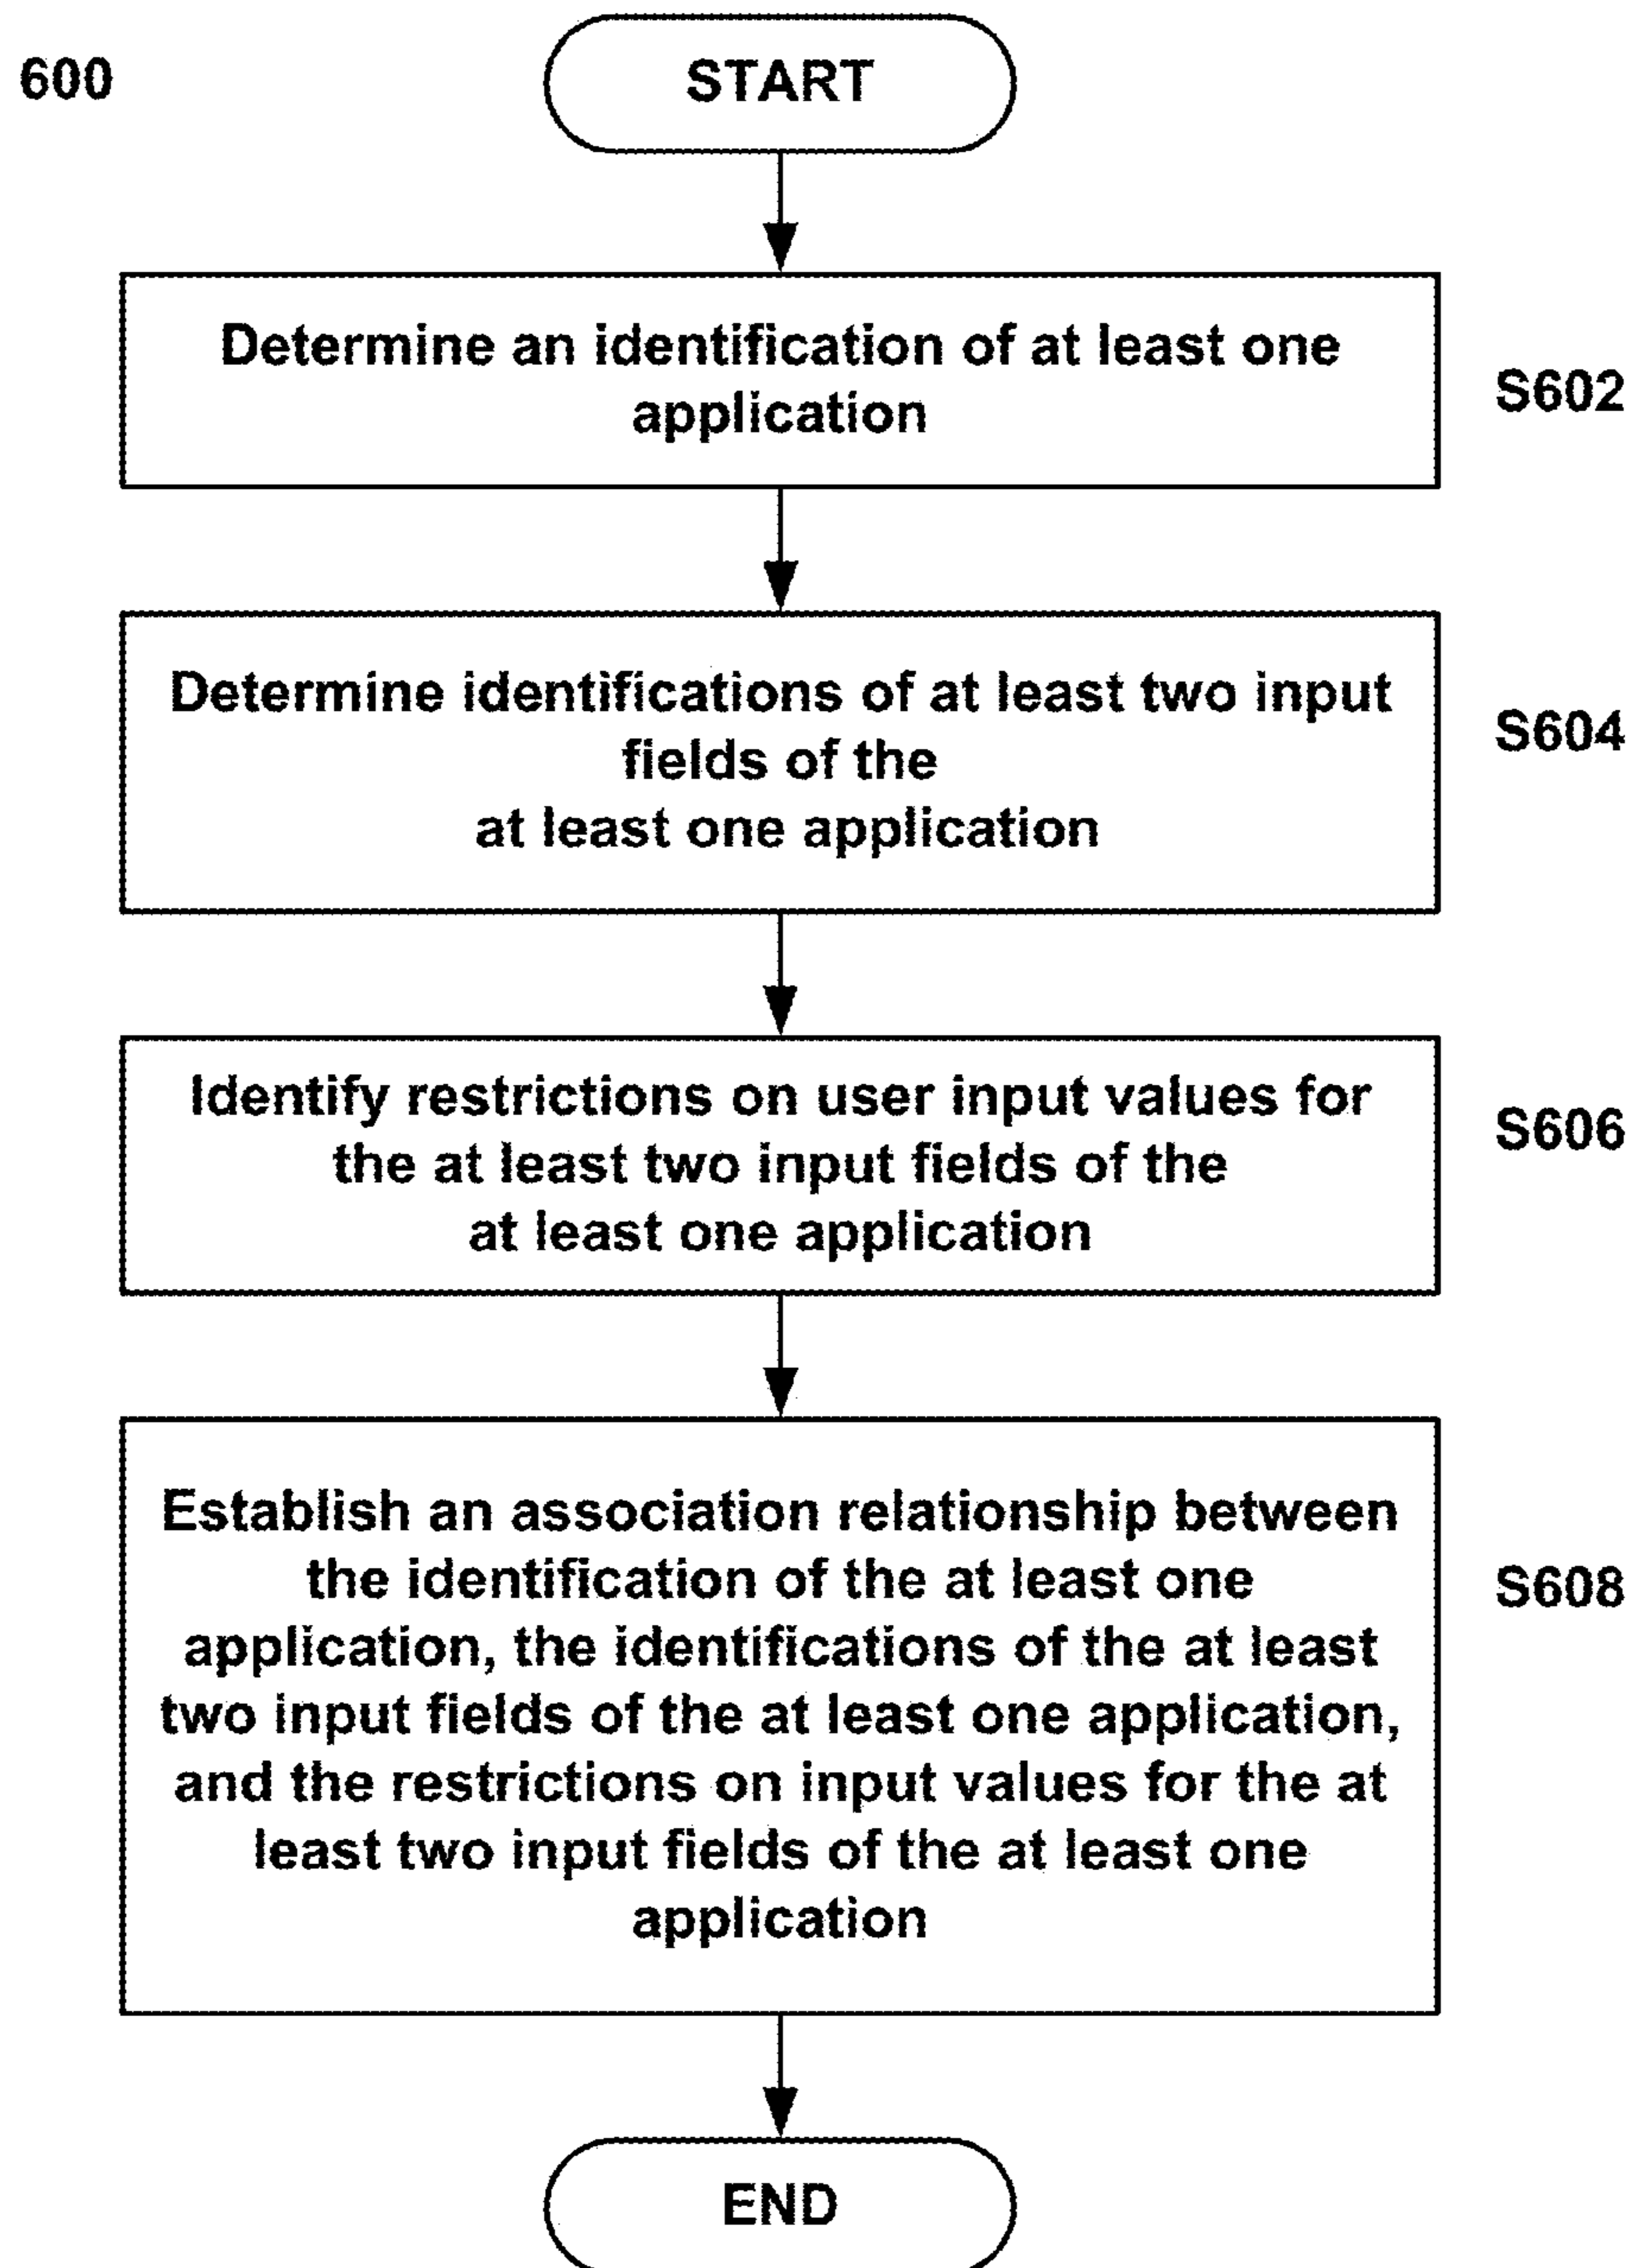 600
START
Determine an identification of at least one
application
S602
Determine identifications of at least two input
fields of the
at least one application
S604
Identify restrictions on user input values for
the at least two input fields of the
at least one application
S606
Establish an association relationship between
the identification of the at least one
application, the identifications of the at least
two input fields of the at least one application,
and the restrictions on input values for the at
least two input fields of the at least one
application
S608
END